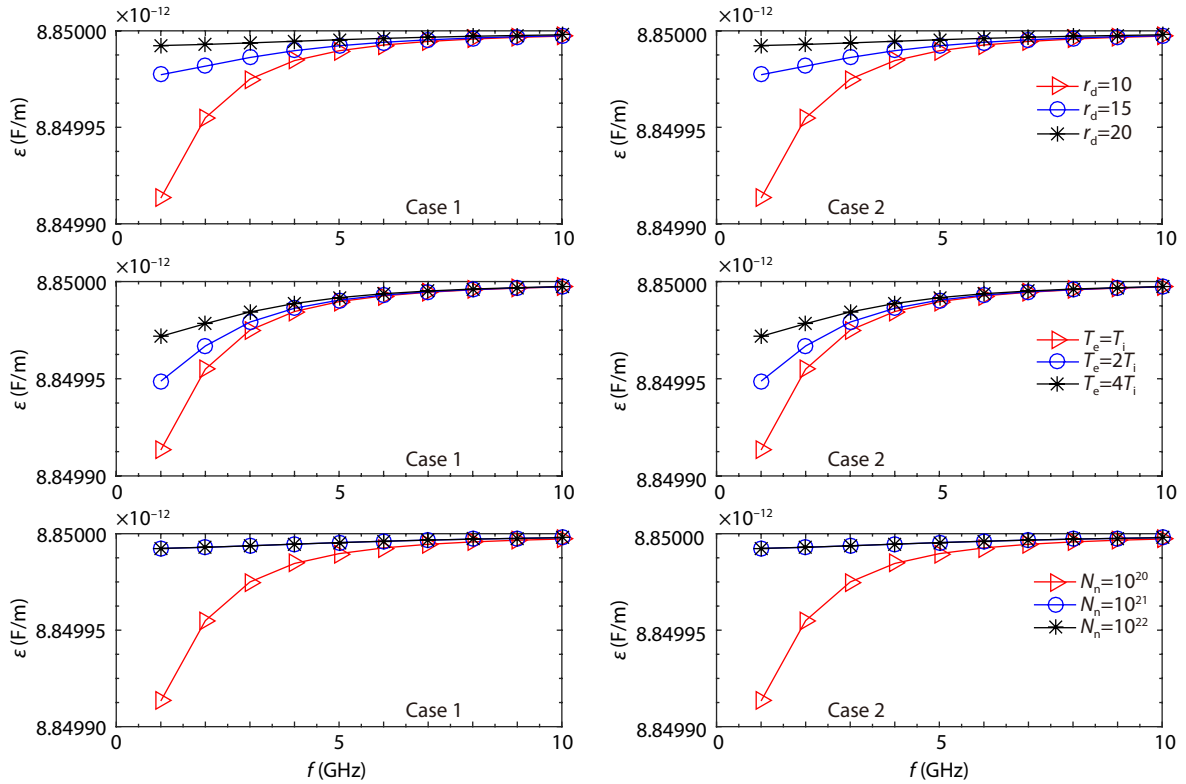 ×10⁻¹²
8.85000
8.84995
8.84990
ε (F/m)
0
5
10
Case 1
×10⁻¹²
8.85000
8.84995
8.84990
ε (F/m)
0
5
10
r_d=10
r_d=15
r_d=20
Case 2
×10⁻¹²
8.85000
8.84995
8.84990
ε (F/m)
0
5
10
Case 1
×10⁻¹²
8.85000
8.84995
8.84990
ε (F/m)
0
5
10
T_e=T_i
T_e=2T_i
T_e=4T_i
Case 2
×10⁻¹²
8.85000
8.84995
8.84990
ε (F/m)
0
5
10
Case 1
f (GHz)
×10⁻¹²
8.85000
8.84995
8.84990
ε (F/m)
0
5
10
N_n=10²⁰
N_n=10²¹
N_n=10²²
Case 2
f (GHz)